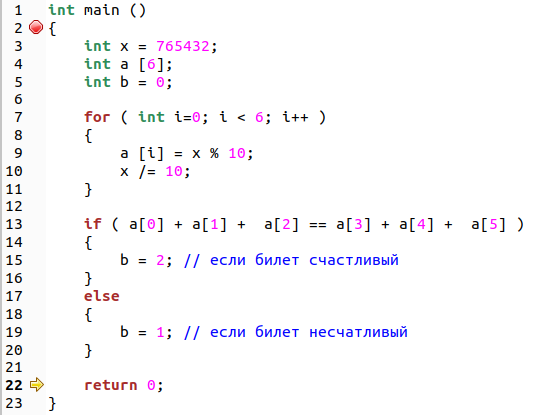 1 int main ()
2 {
3 int x = 765432;
4 int a [6];
5 int b = 0;
6
7 for ( int i=0; i < 6; i++ )
8 {
9 a [i] = x % 10;
10 x /= 10;
11 }
12
13 if ( a[0] + a[1] +  a[2] == a[3] + a[4] +  a[5] )
14 {
15 b = 2; // если билет счастливый
16 }
17 else
18 {
19 b = 1; // если билет несчатливый
20 }
21
22 return 0;
23 }